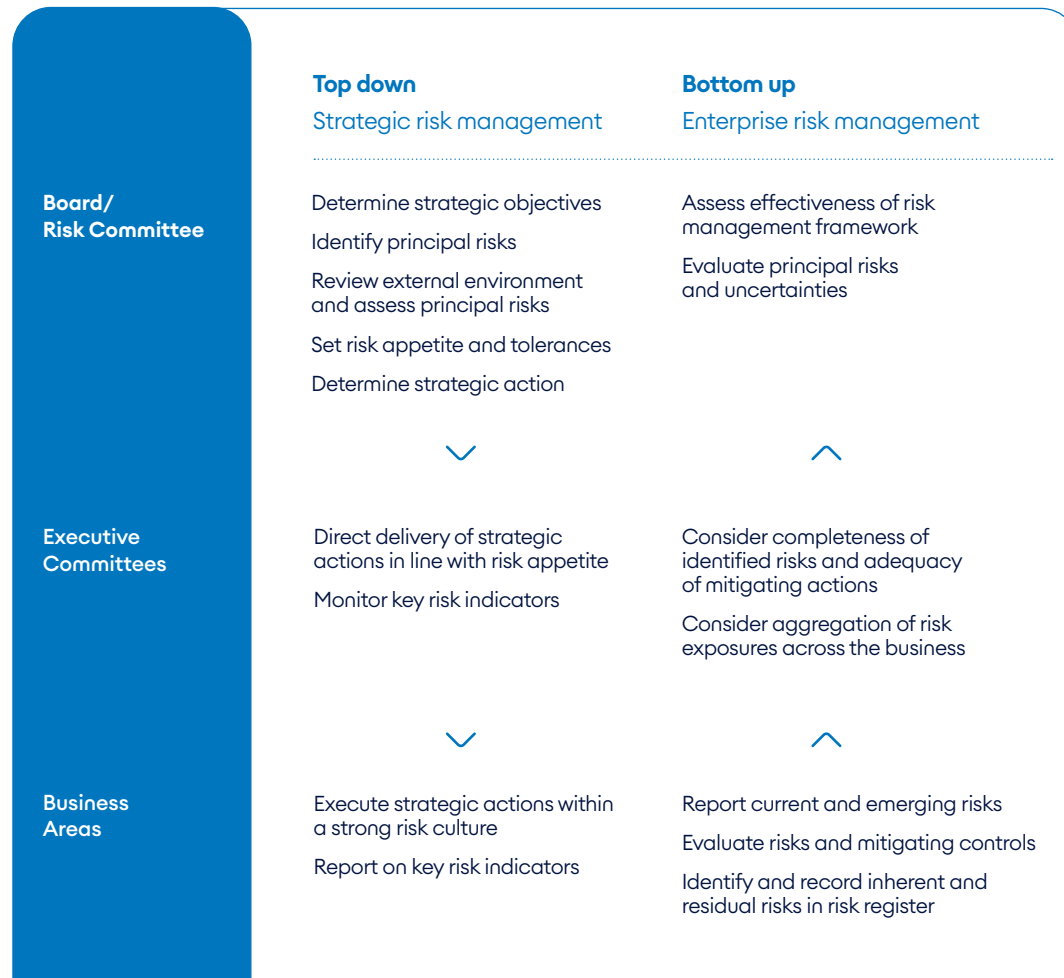 Top down
Strategic risk management
Bottom up
Enterprise risk management
Board/
Risk Committee
Determine strategic objectives
Identify principal risks
Review external environment
and assess principal risks
Set risk appetite and tolerances
Determine strategic action
Assess effectiveness of risk
management framework
Evaluate principal risks
and uncertainties
Executive
Committees
Direct delivery of strategic
actions in line with risk appetite
Monitor key risk indicators
Consider completeness of
identified risks and adequacy
of mitigating actions
Consider aggregation of risk
exposures across the business
Business
Areas
Execute strategic actions within
a strong risk culture
Report on key risk indicators
Report current and emerging risks
Evaluate risks and mitigating controls
Identify and record inherent and
residual risks in risk register